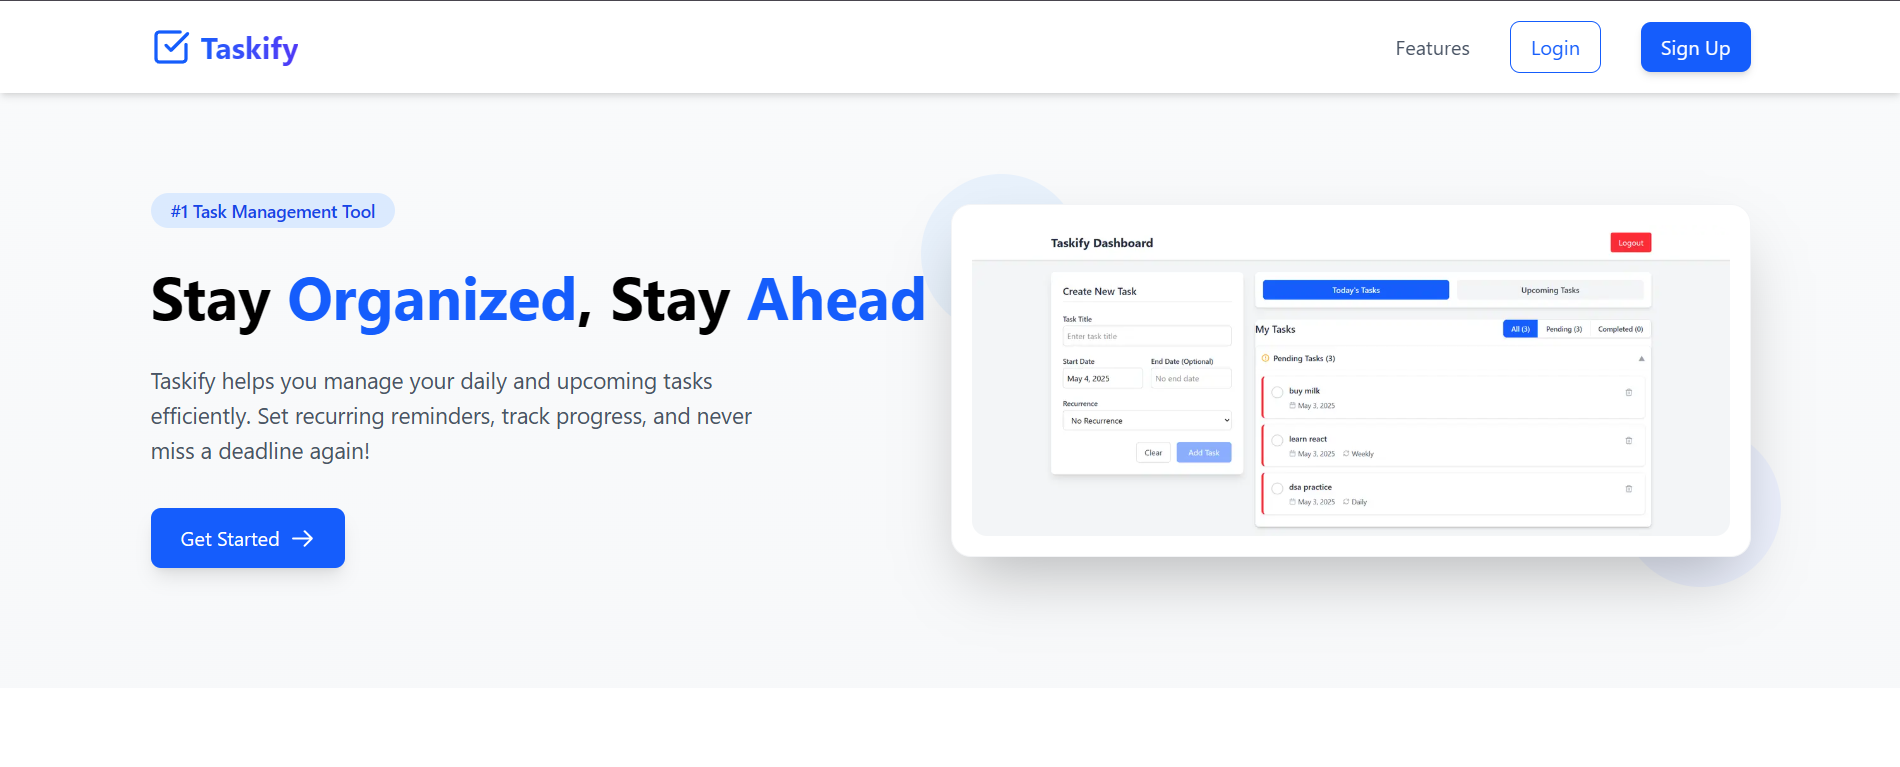 Taskify
Features
Login
Sign Up
#1 Task Management Tool
Stay Organized, Stay Ahead
Taskify helps you manage your daily and upcoming tasks
efficiently. Set recurring reminders, track progress, and never
miss a deadline again!
Get Started
Taskify Dashboard
Logout
Create New Task
Task Title
Enter task title
Start Date
End Date (Optional)
May 4, 2025
No end date
Recurrence
No Recurrence
Clear
Add Task
Today's Tasks
Upcoming Tasks
My Tasks
All (3)
Pending (3)
Completed (0)
Pending Tasks (3)
buy milk
May 3, 2025
learn react
May 3, 2025
Weekly
dsa practice
May 3, 2025
Daily